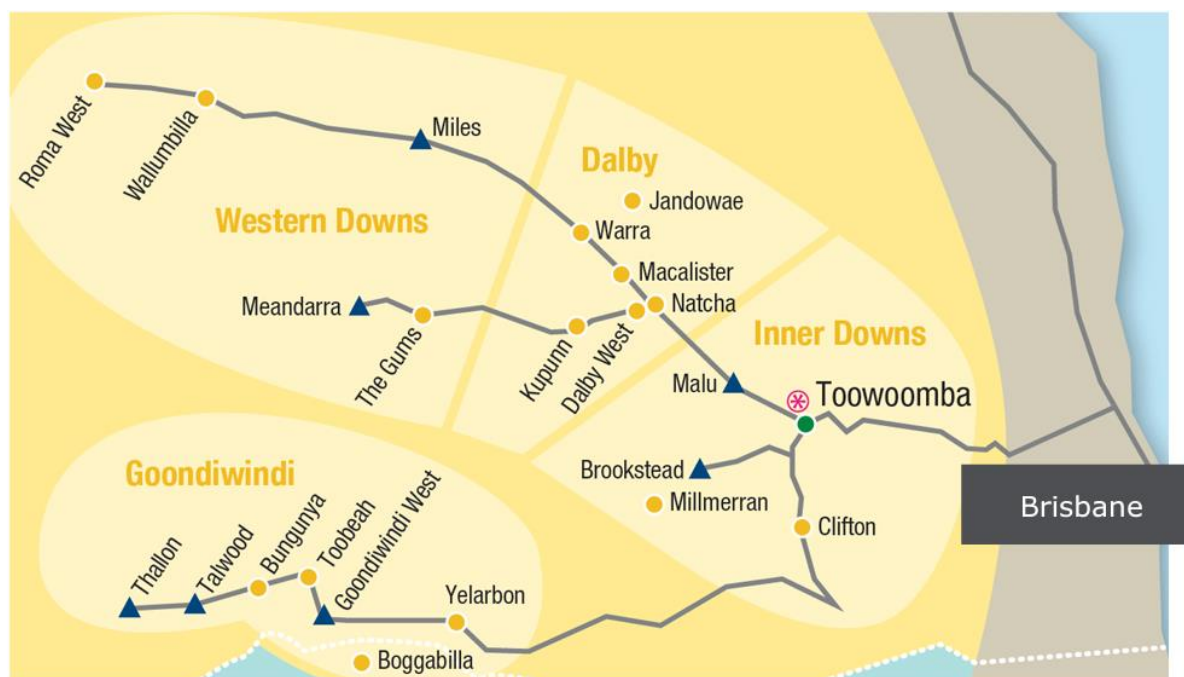 Roma West
Wallumbilla
Miles
Dalby
Jandowae
Western Downs
Warra
Macalister
Meandarra
Natcha
The Gums
Kupunn
Dalby West
Inner Downs
Malu
Toowoomba
Brookstead
Millmerran
Clifton
Brisbane
Goondiwindi
Thallon
Talwood
Bungunya
Toobeah
Goondiwindi West
Yelarbon
Boggabilla